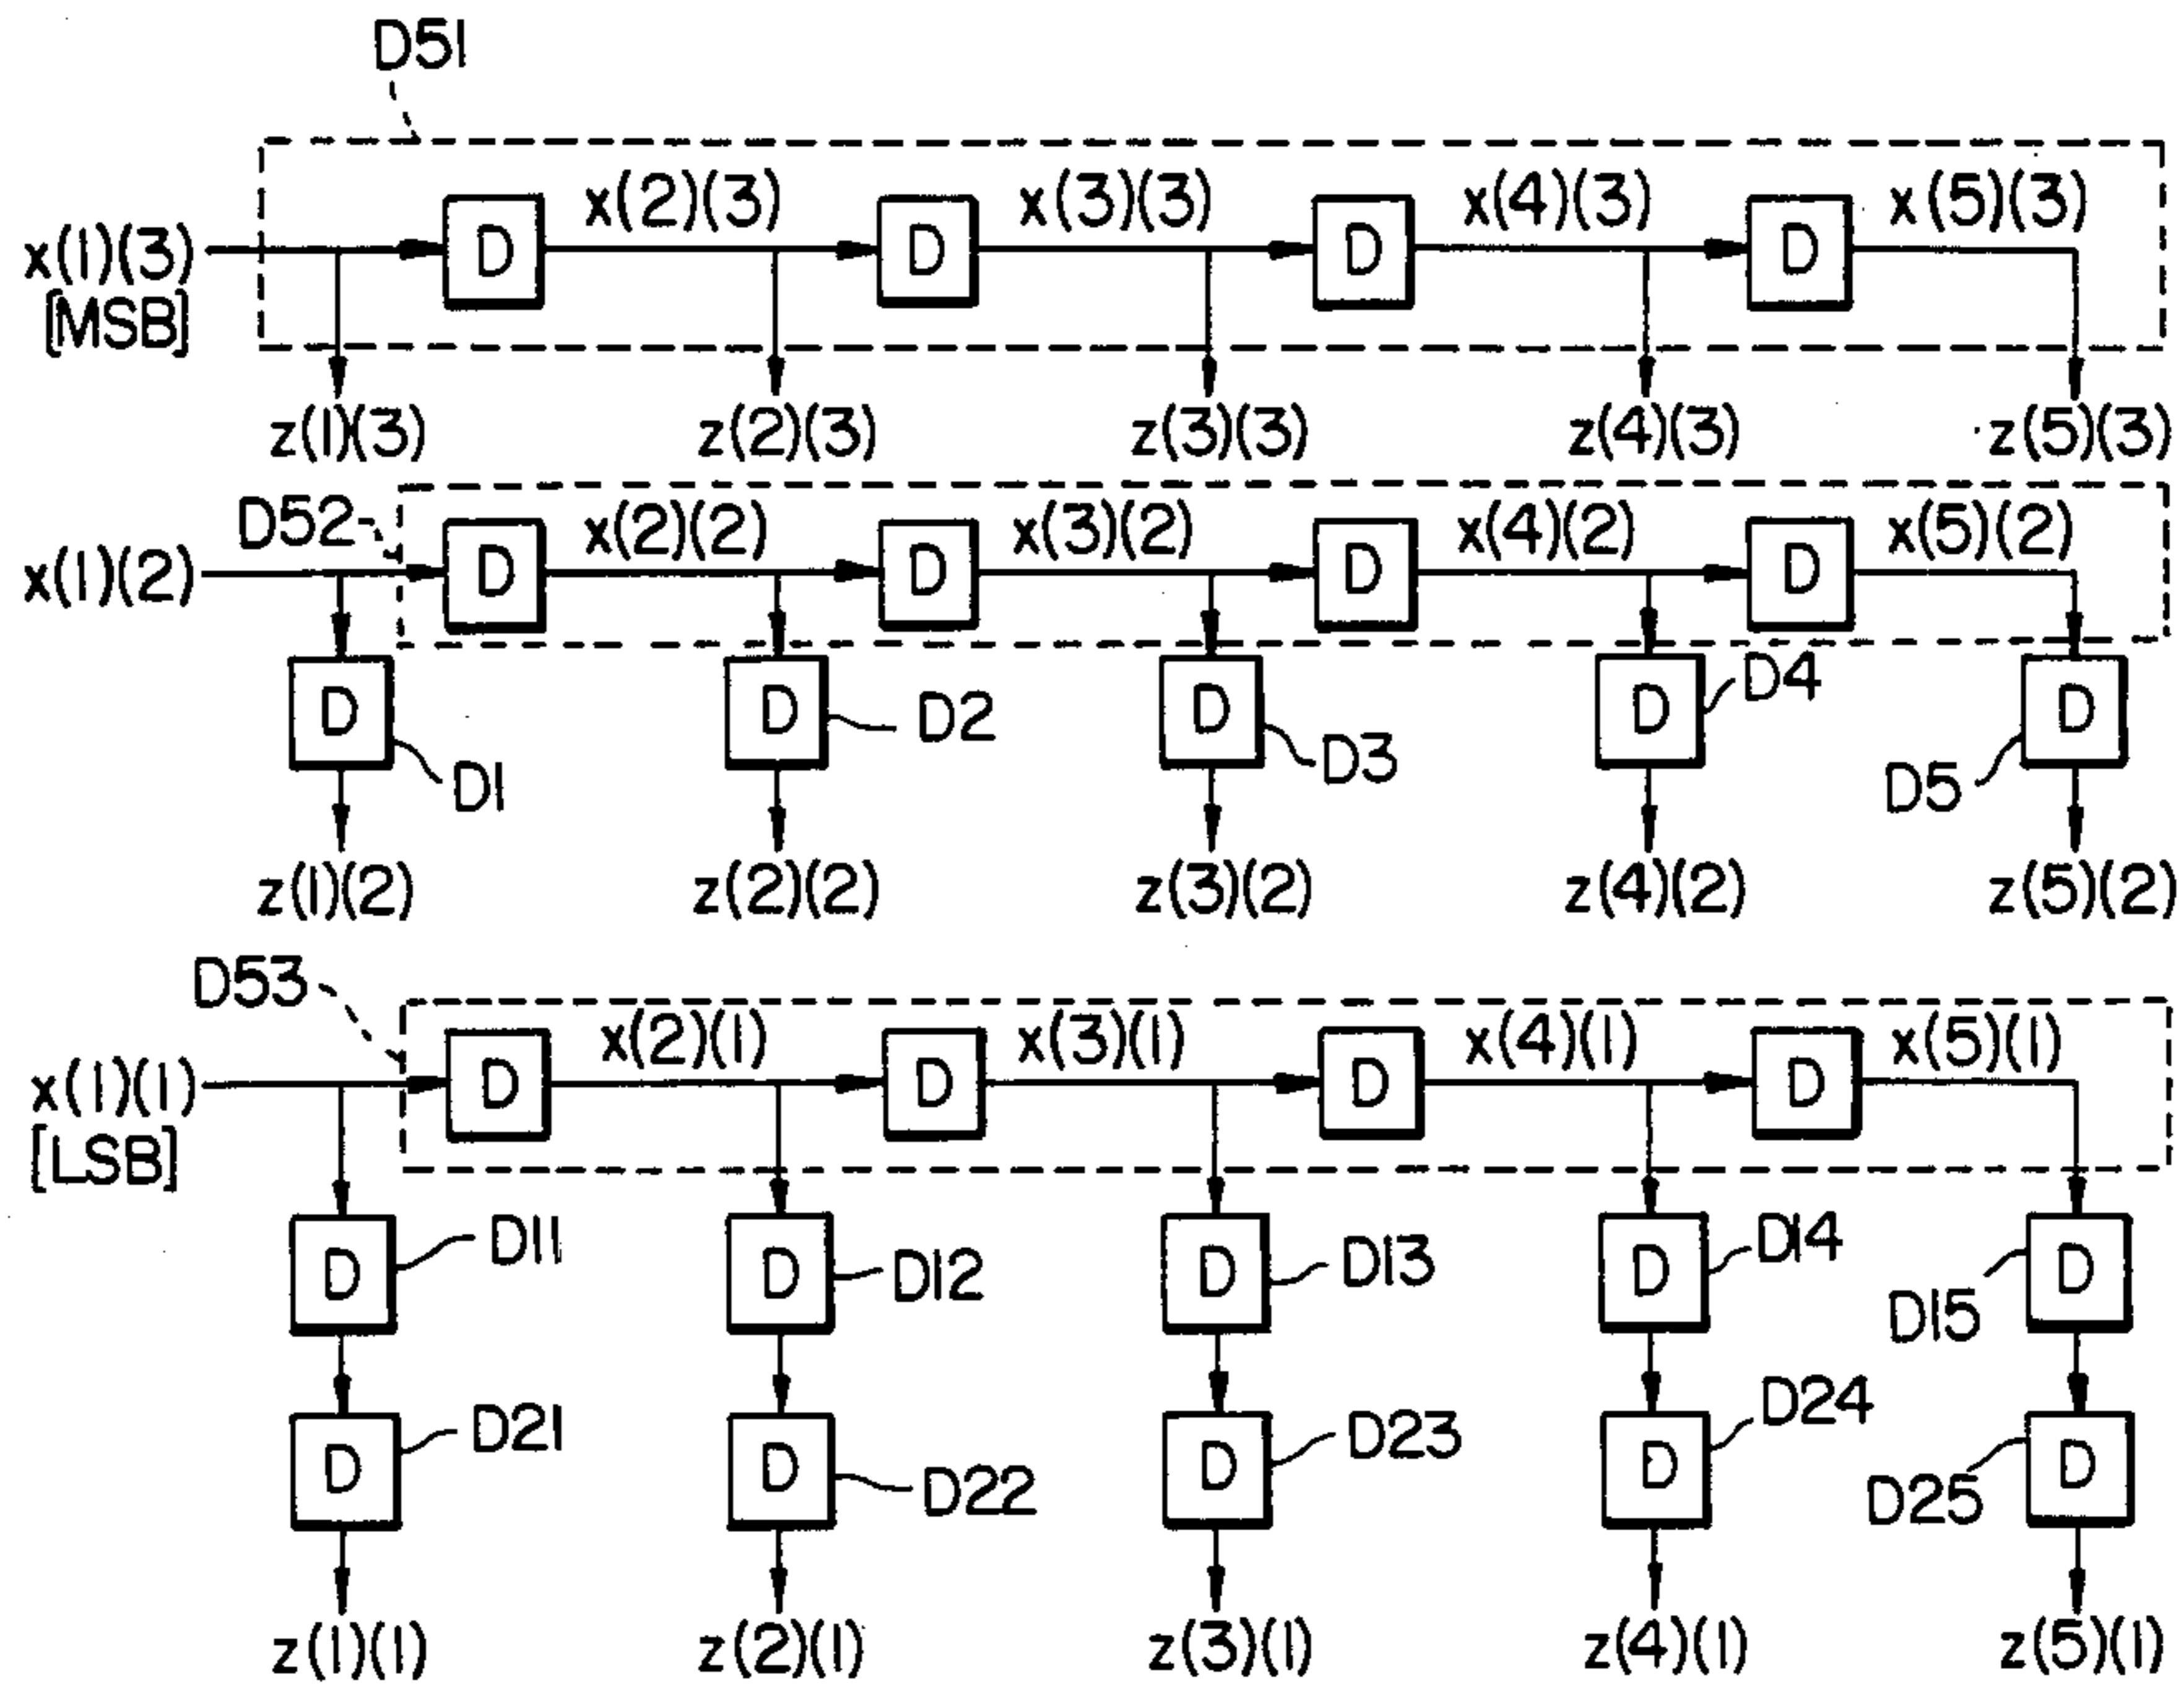 D51
x(2)(3) x(3)(3) x(4)(3) x(5)(3)
x(1)(3) D D D D
[MSB]
z(1)(3) z(2)(3) z(3)(3) z(4)(3) z(5)(3)
D52 x(2)(2) x(3)(2) x(4)(2) x(5)(2)
x(1)(2) D D D D
D D D D D
D1 D2 D3 D4 D5
z(1)(2) z(2)(2) z(3)(2) z(4)(2) z(5)(2)
D53 x(2)(1) x(3)(1) x(4)(1) x(5)(1)
x(1)(1) D D D D
[LSB]
D D11 D D12 D D13 D D14 D15 D
D D21 D D22 D D23 D D24 D25 D
z(1)(1) z(2)(1) z(3)(1) z(4)(1) z(5)(1)